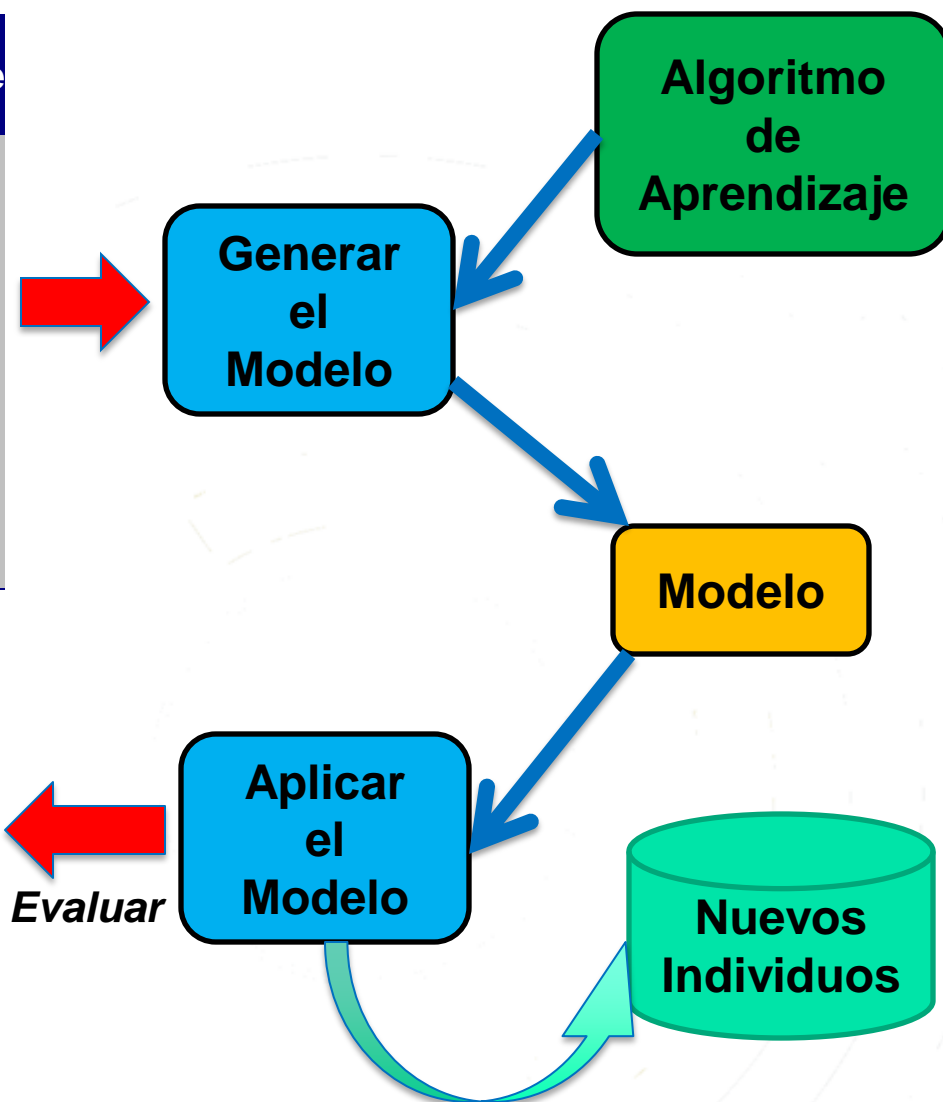 Algoritmo
de
Aprendizaje
Generar
el
Modelo
Modelo
Aplicar
el
Modelo
Evaluar
Nuevos
Individuos